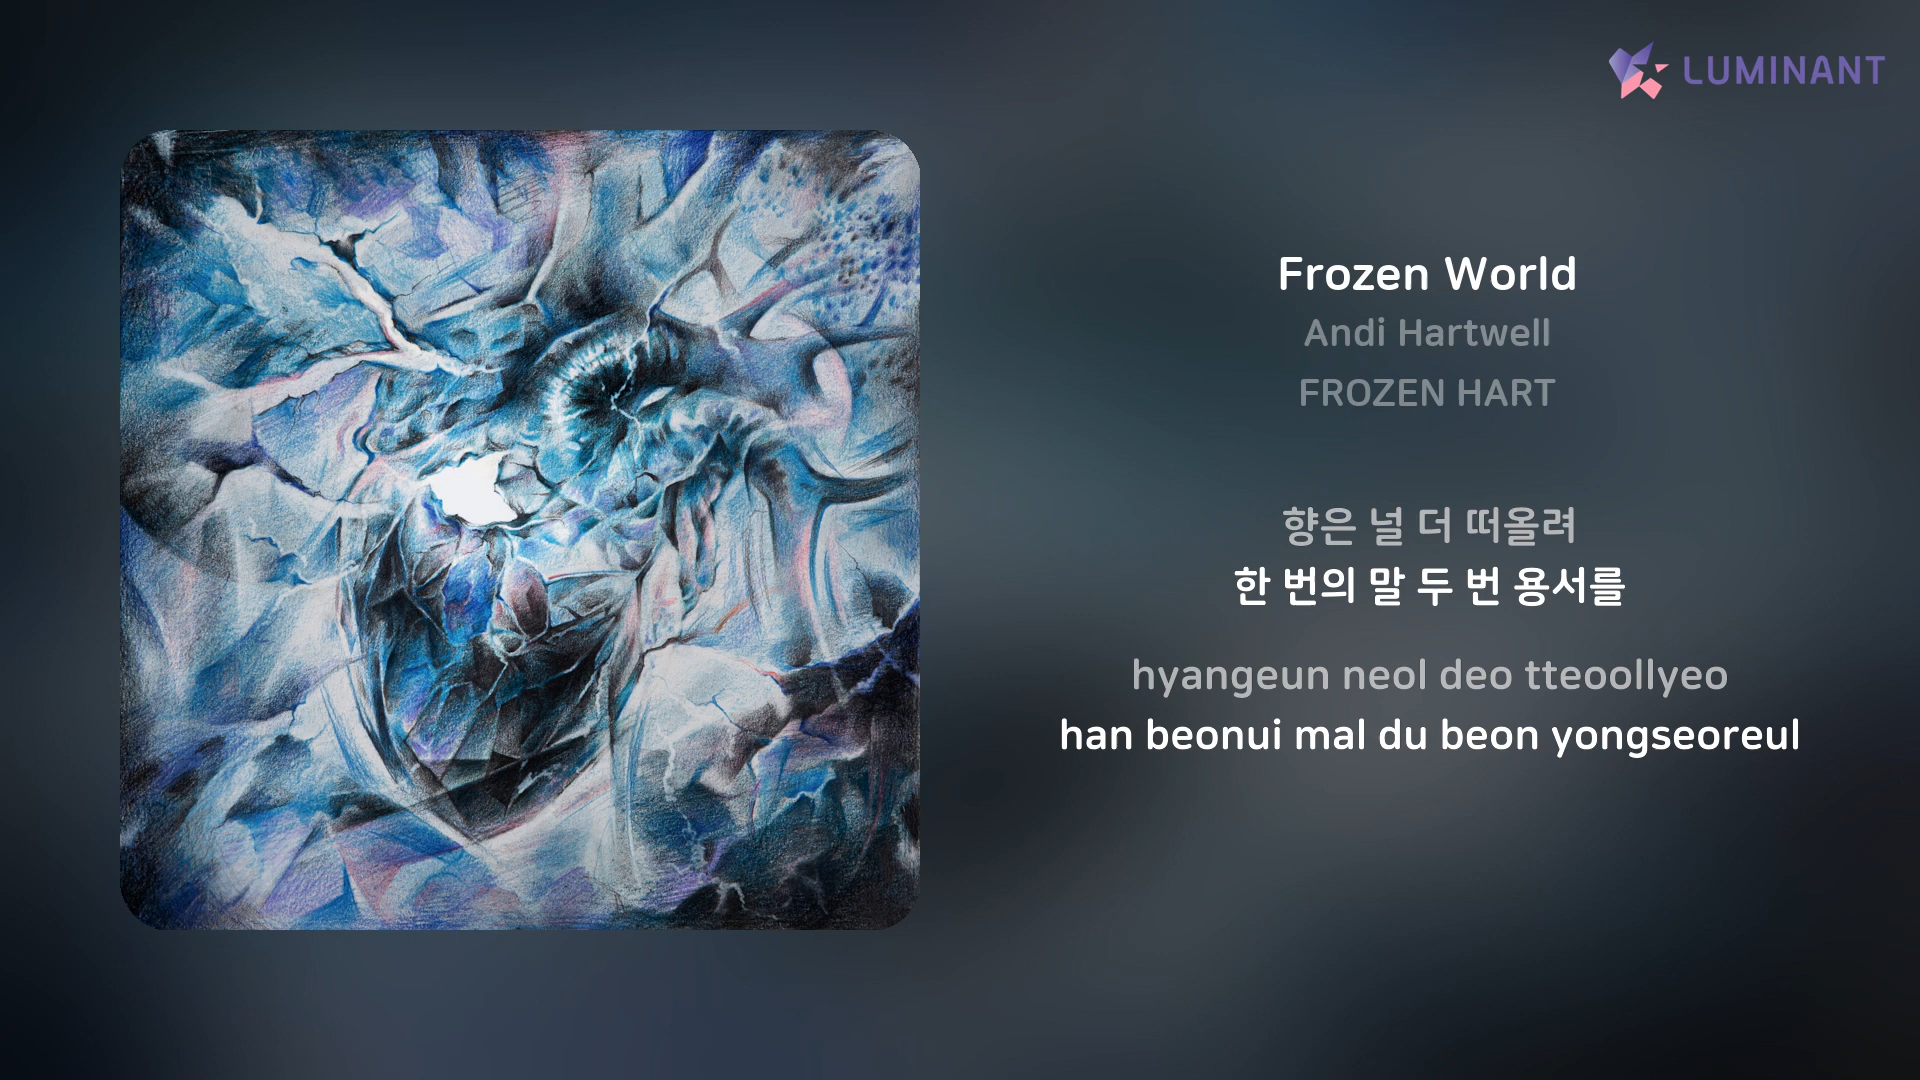 LUMINANT
Frozen World
Andi Hartwell
FROZEN HART
향은 널 더 떠올려
한 번의 말 두 번 용서를
hyangeun neol deo tteoollyeo
han beonui mal du beon yongseoreul